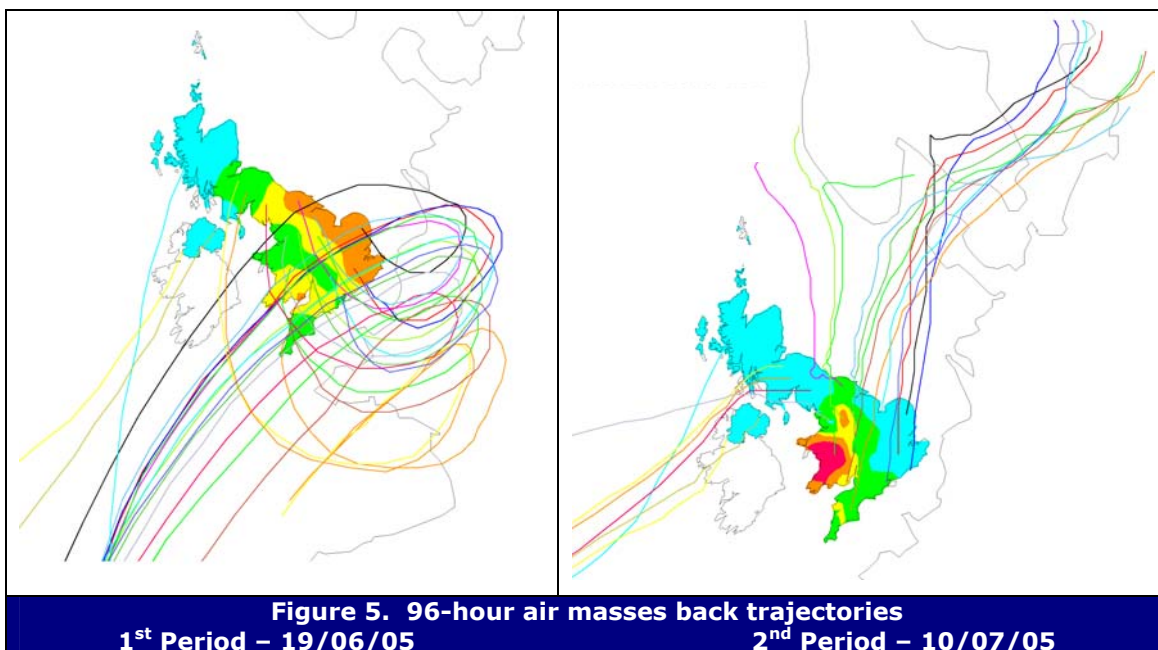 Figure 5. 96-hour air masses back trajectories
1st Period – 19/06/05 2nd Period – 10/07/05